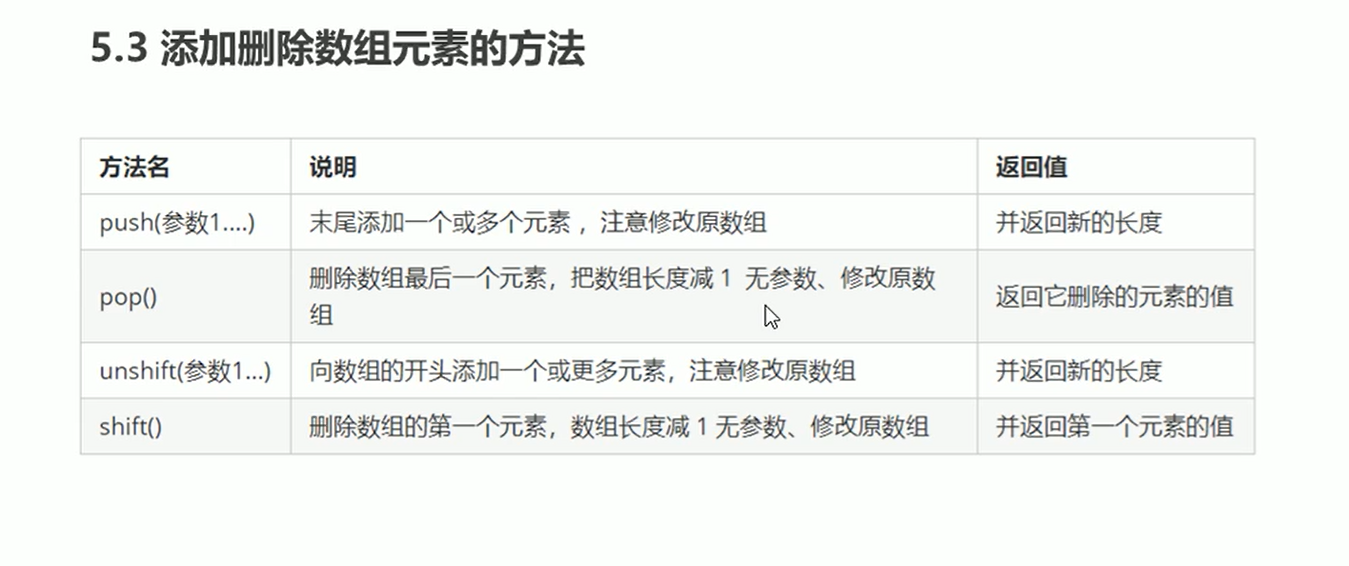 5.3 添加删除数组元素的方法
方法名 说明 返回值
push(参数1....) 末尾添加一个或多个元素 ，注意修改原数组 并返回新的长度
pop() 删除数组最后一个元素，把数组长度减 1 无参数、修改原数 返回它删除的元素的值
组
unshift(参数1...) 向数组的开头添加一个或更多元素，注意修改原数组 并返回新的长度
shift() 删除数组的第一个元素，数组长度减 1 无参数、修改原数组 并返回第一个元素的值